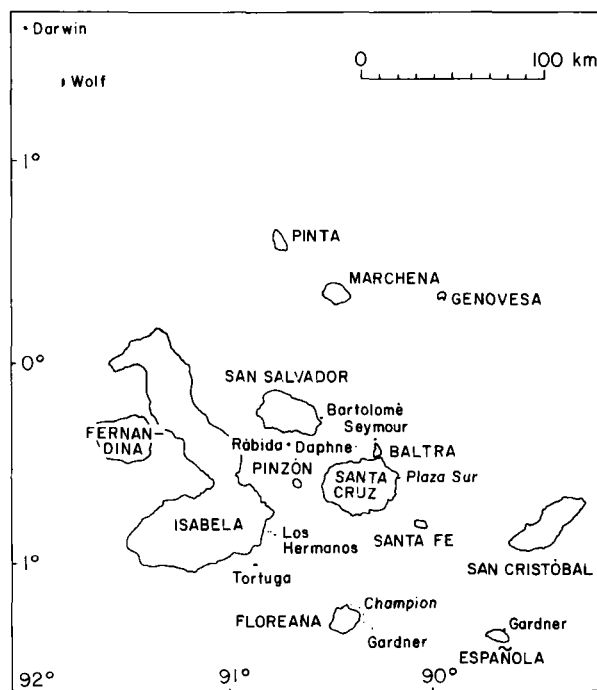 Darwin
Wolf
0 100 km
1°
PINTA
MARCHENA
GENOVESA
0°
SAN SALVADOR
Bartolomè
Seymour
FERNAN-
DINA
Ràbida Daphne
BALTRA
PINZÓN
SANTA
CRUZ
Plaza Sur
ISABELA
Los
Hermanos
SANTA FE
SAN CRISTÓBAL
1°
Tortuga
Champion
FLOREANA
Gardner
Gardner
ESPAÑOLA
92° 91° 90°